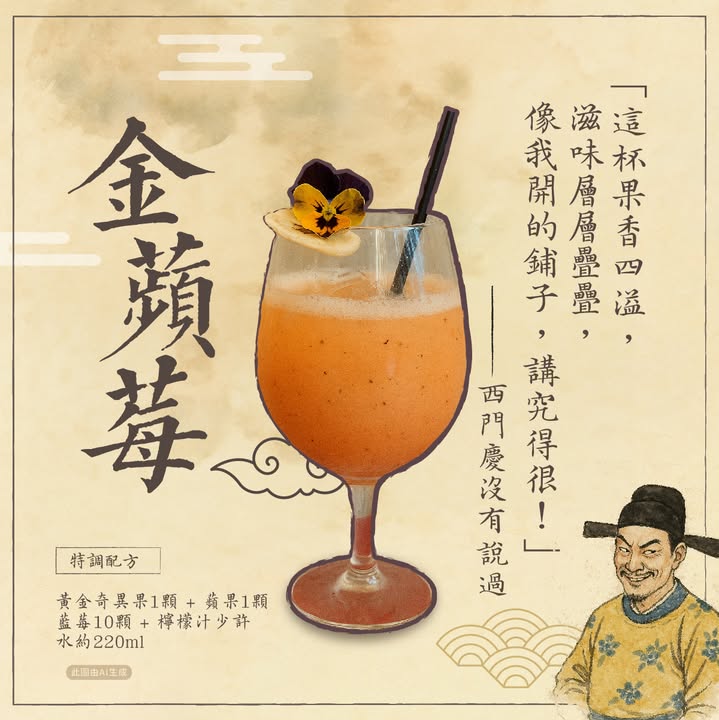 金蘋莓
「這杯果香四溢，
滋味層層疊疊，
像我開的鋪子，講究得很！」
——西門慶沒有說過
特調配方
黃金奇異果1顆 + 蘋果1顆
藍莓10顆 + 檸檬汁少許
水約220ml
此圖由AI生成